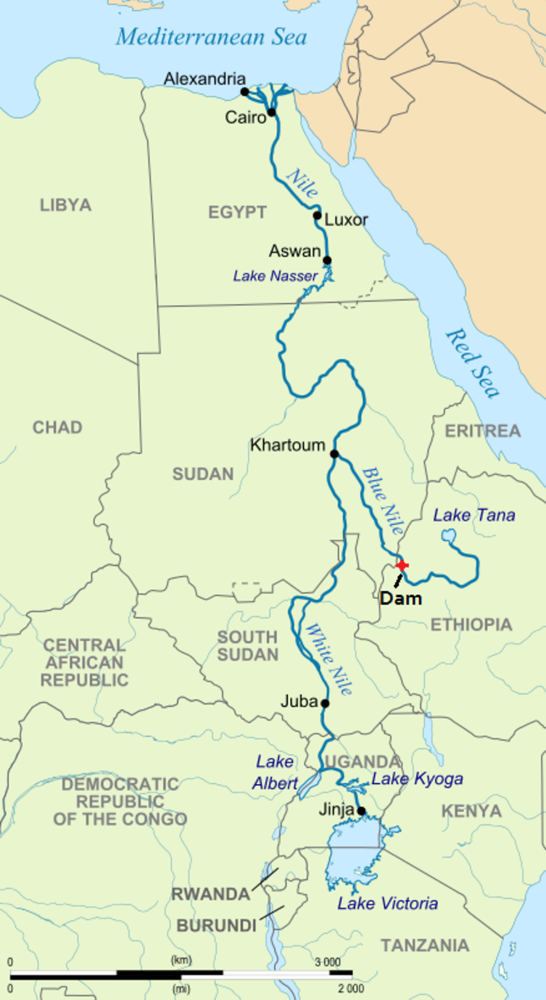 Mediterranean Sea
Alexandria
Cairo
Nile
LIBYA
EGYPT
Luxor
Aswan
Lake Nasser
Red Sea
CHAD
ERITREA
Khartoum
SUDAN
Blue Nile
Lake Tana
Dam
ETHIOPIA
CENTRAL
AFRICAN
REPUBLIC
SOUTH
SUDAN
White Nile
Juba
Lake
Albert
UGANDA
Lake Kyoga
DEMOCRATIC
REPUBLIC
OF THE CONGO
Jinja
KENYA
RWANDA
Lake Victoria
BURUNDI
TANZANIA
0 (km) 3 000
0 (mi) 2 000